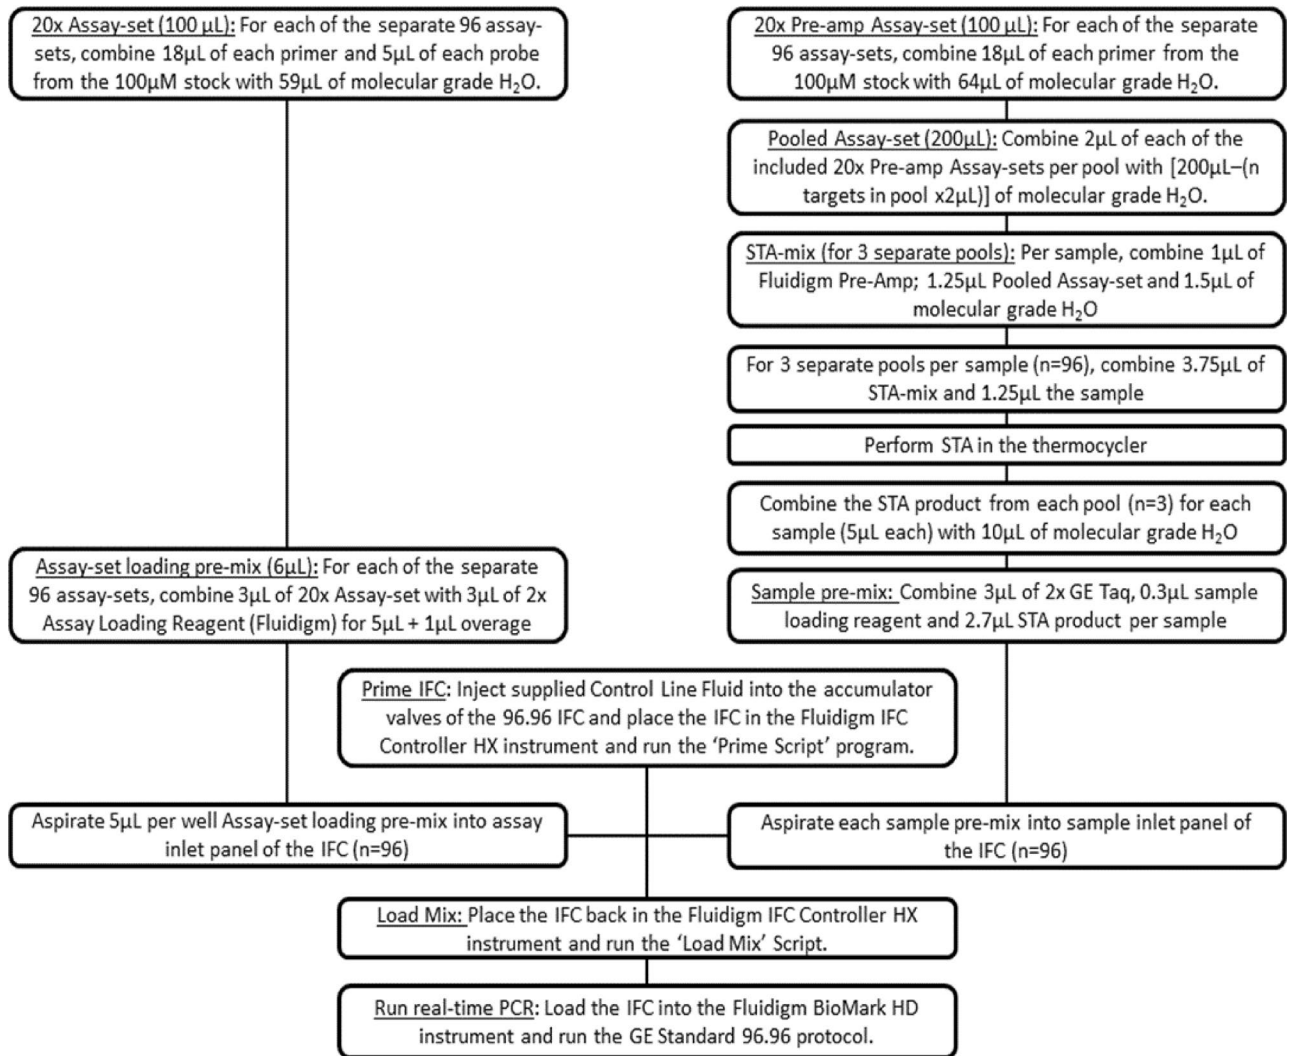 20x Assay-set (100 µL): For each of the separate 96 assay-
sets, combine 18µL of each primer and 5µL of each probe
from the 100µM stock with 59µL of molecular grade H₂O.
20x Pre-amp Assay-set (100µL): For each of the separate
96 assay-sets, combine 18µL of each primer from the
100µM stock with 64µL of molecular grade H₂O.
Pooled Assay-set (200µL): Combine 2µL of each of the
included 20x Pre-amp Assay-sets per pool with [200µL–(n
targets in pool x2µL)] of molecular grade H₂O.
STA-mix (for 3 separate pools): Per sample, combine 1µL of
Fluidigm Pre-Amp; 1.25µL Pooled Assay-set and 1.5µL of
molecular grade H₂O
For 3 separate pools per sample (n=96), combine 3.75µL of
STA-mix and 1.25µL the sample
Perform STA in the thermocycler
Combine the STA product from each pool (n=3) for each
sample (5µL each) with 10µL of molecular grade H₂O
Assay-set loading pre-mix (6µL): For each of the separate
96 assay-sets, combine 3µL of 20x Assay-set with 3µL of 2x
Assay Loading Reagent (Fluidigm) for 5µL + 1µL overage
Sample pre-mix: Combine 3µL of 2x GE Taq, 0.3µL sample
loading reagent and 2.7µL STA product per sample
Prime IFC: Inject supplied Control Line Fluid into the accumulator
valves of the 96.96 IFC and place the IFC in the Fluidigm IFC
Controller HX instrument and run the ‘Prime Script’ program.
Aspirate 5µL per well Assay-set loading pre-mix into assay
inlet panel of the IFC (n=96)
Aspirate each sample pre-mix into sample inlet panel of
the IFC (n=96)
Load Mix: Place the IFC back in the Fluidigm IFC Controller HX
instrument and run the ‘Load Mix’ Script.
Run real-time PCR: Load the IFC into the Fluidigm BioMark HD
instrument and run the GE Standard 96.96 protocol.